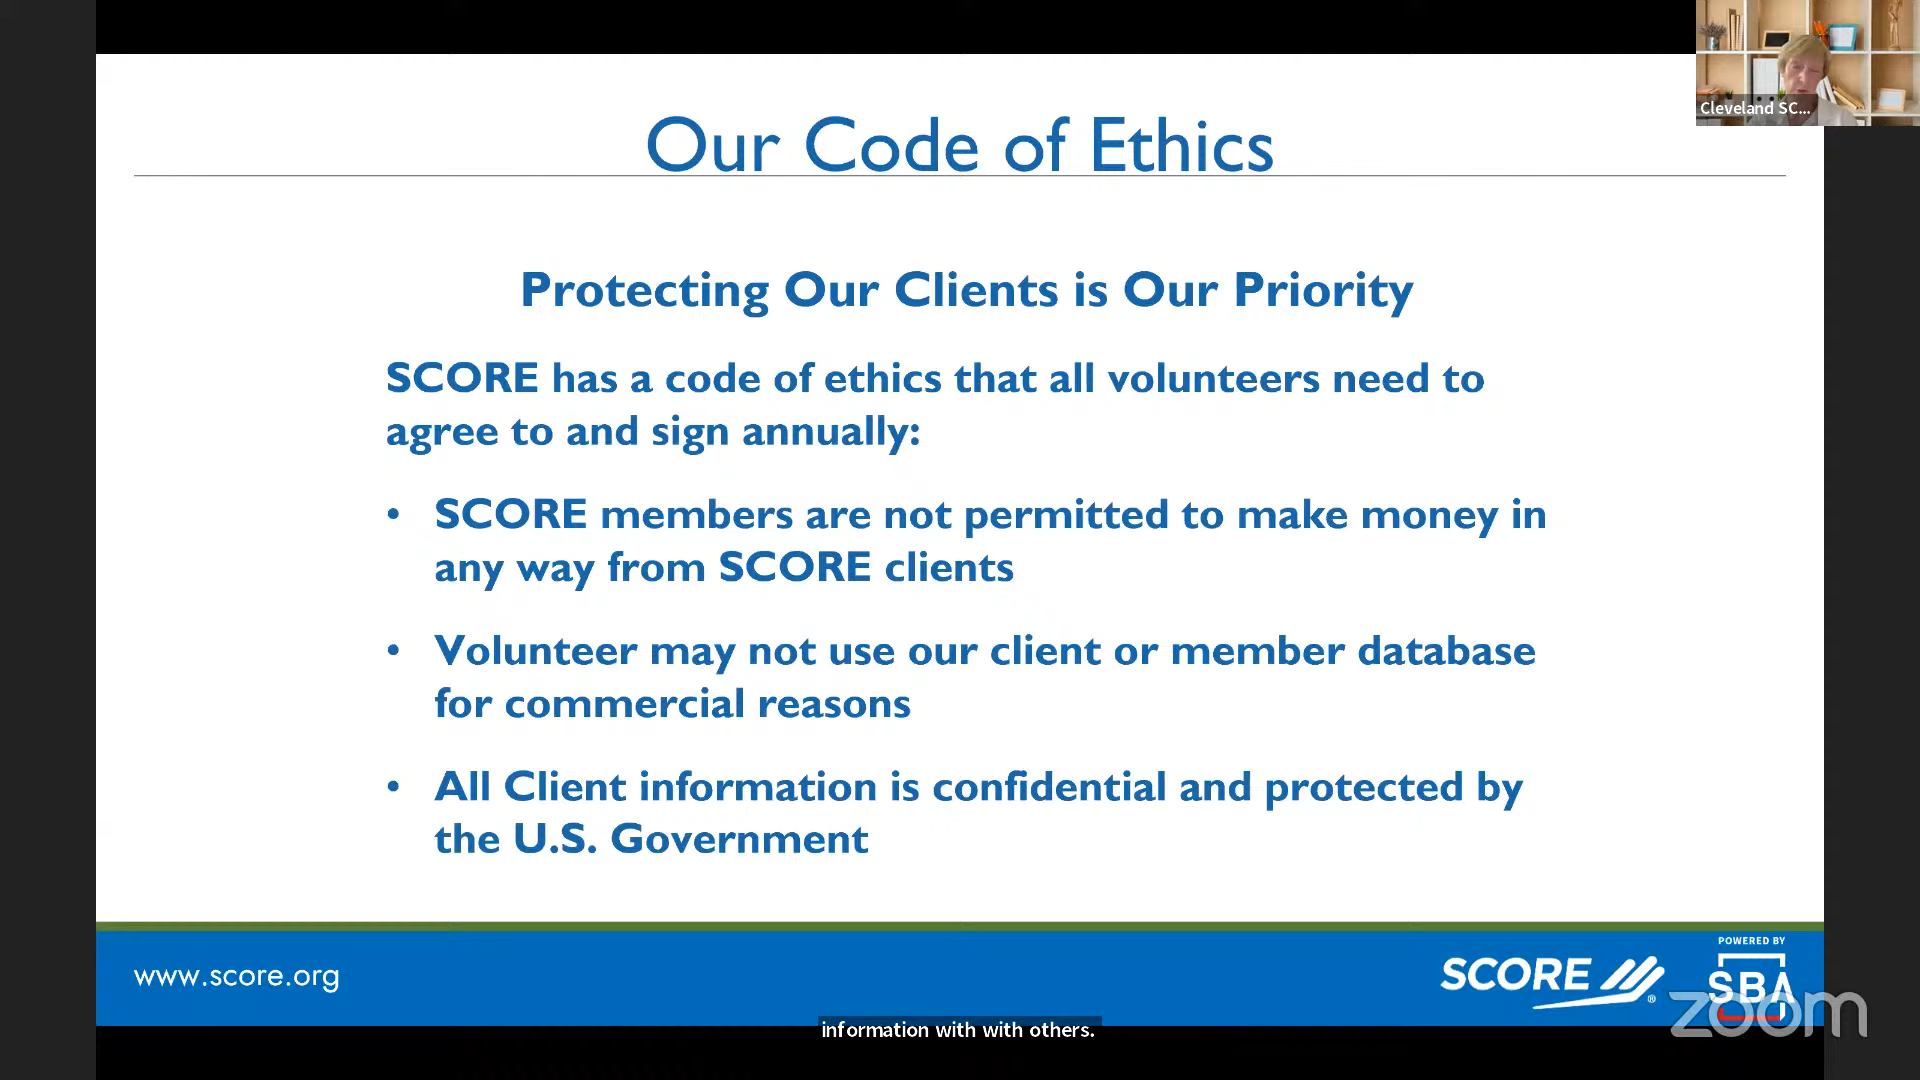 Cleveland SC...
Our Code of Ethics
Protecting Our Clients is Our Priority
SCORE has a code of ethics that all volunteers need to
agree to and sign annually:
• SCORE members are not permitted to make money in
any way from SCORE clients
• Volunteer may not use our client or member database
for commercial reasons
• All Client information is confidential and protected by
the U.S. Government
www.score.org
SCORE
®
POWERED BY
SBA
zoom
information with with others.